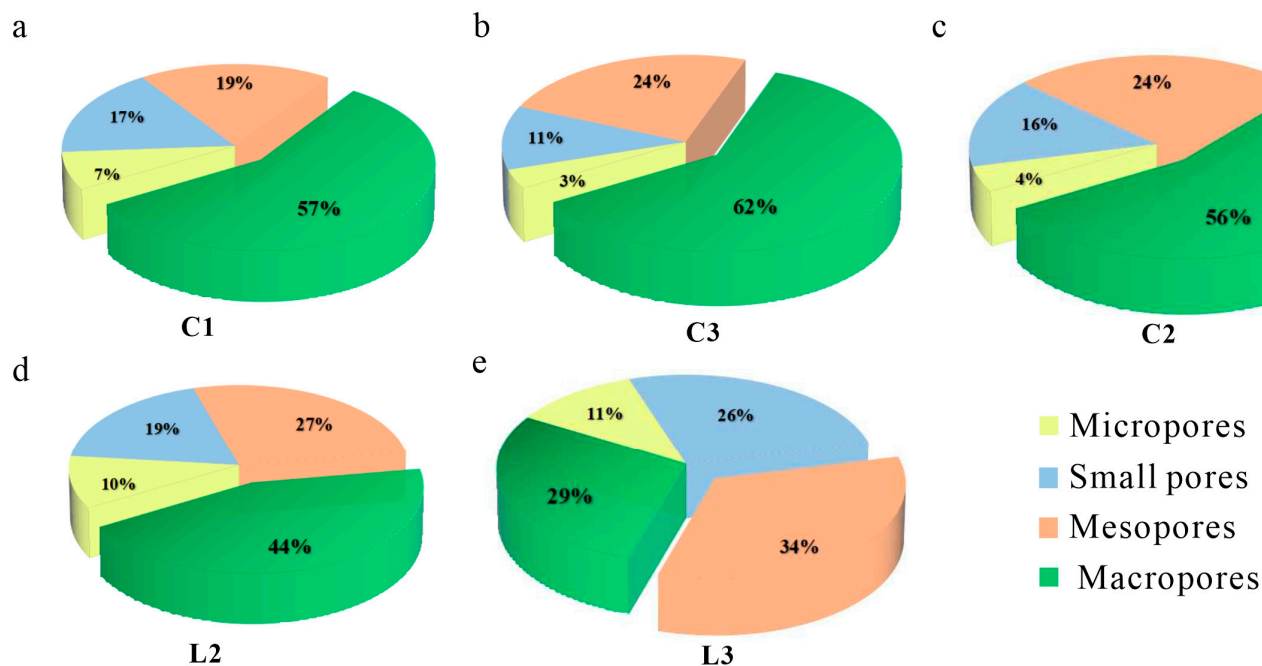 a
19%
17%
7%
57%
C1
b
24%
11%
3%
62%
C3
c
24%
16%
4%
56%
C2
d
27%
19%
10%
44%
L2
e
11%
26%
29%
34%
L3
Micropores
Small pores
Mesopores
Macropores